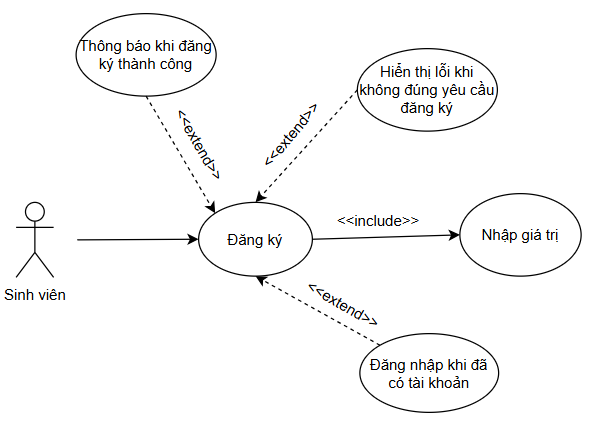 Thông báo khi đăng
ký thành công
Hiển thị lỗi khi
không đúng yêu cầu
đăng ký
<<extend>>
<<extend>>
<<include>>
Đăng ký
Nhập giá trị
Sinh viên
<<extend>>
Đăng nhập khi đã
có tài khoản